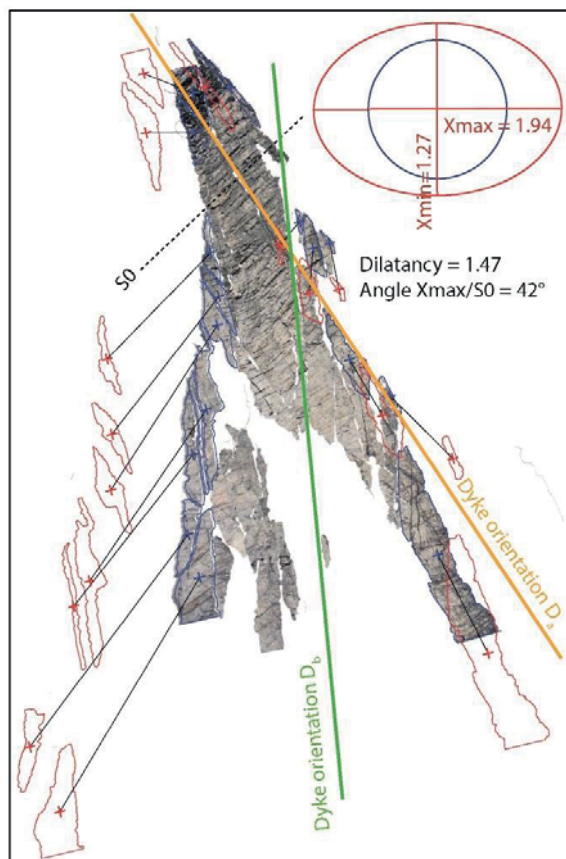 Xmax = 1.94
Xmin=1.27
S0
Dilatancy = 1.47
Angle Xmax/S0 = 42°
Dyke orientation Da
Dyke orientation Db